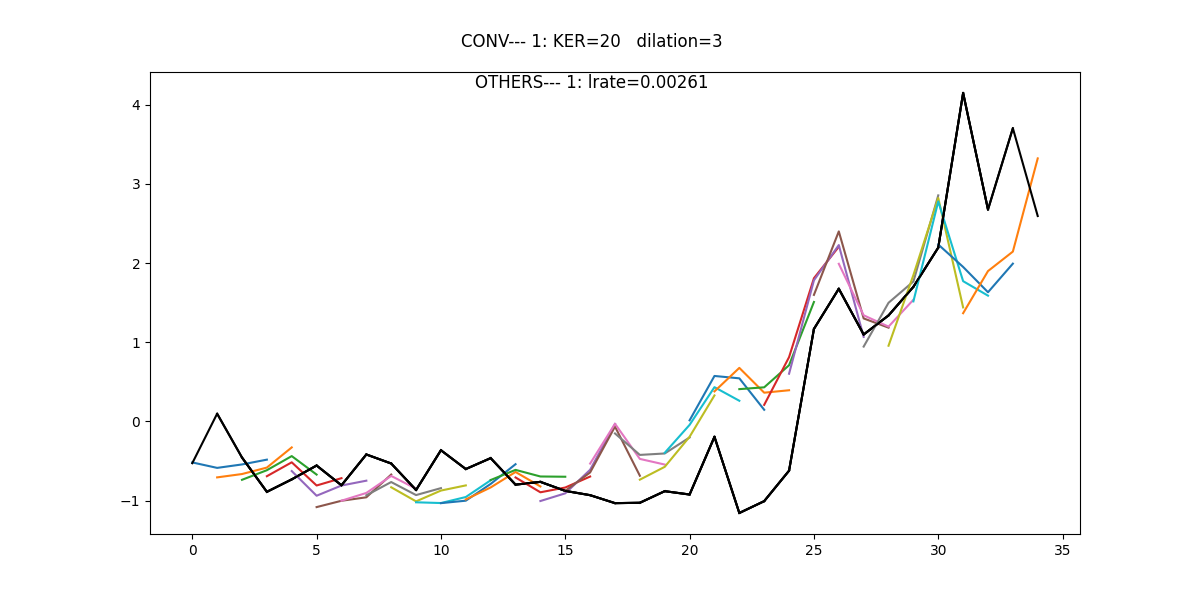 CONV--- 1: KER=20   dilation=3
OTHERS--- 1: lrate=0.00261
4
3
2
1
0
−1
0 5 10 15 20 25 30 35